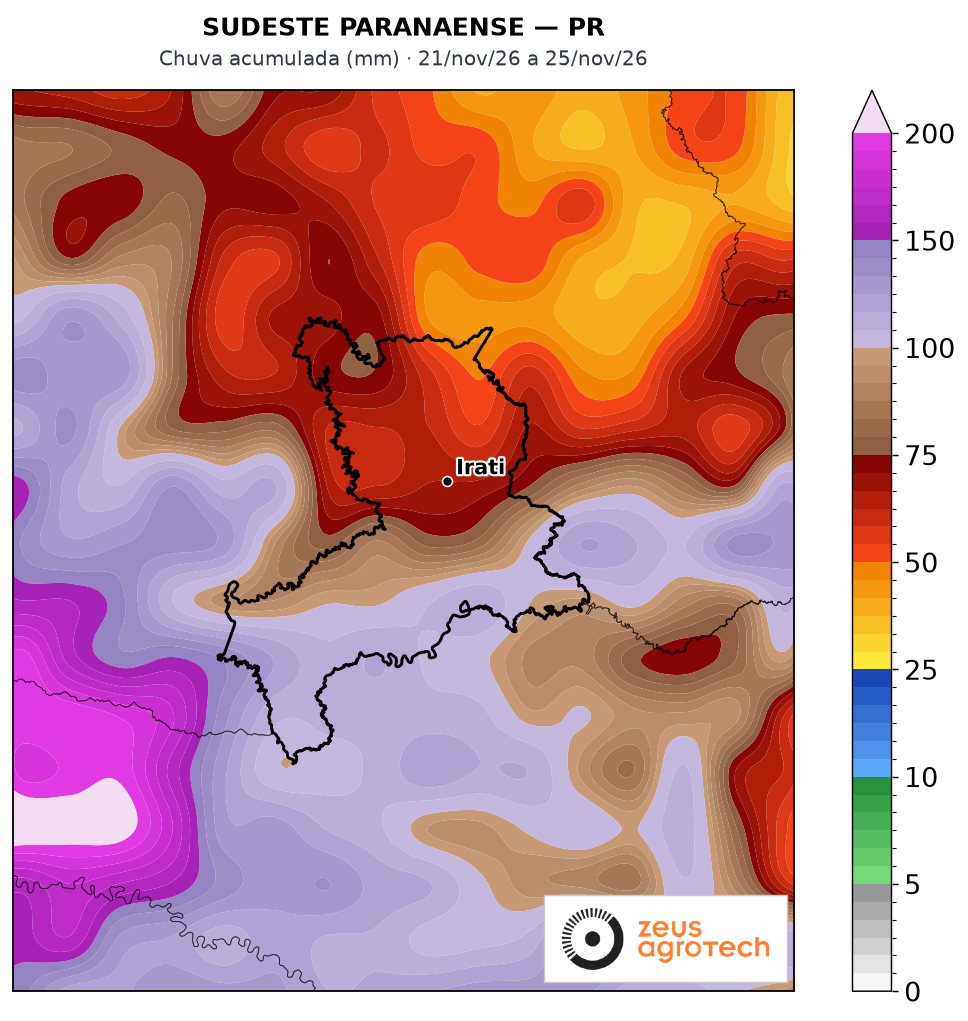 SUDESTE PARANAENSE — PR
Chuva acumulada (mm) · 21/nov/26 a 25/nov/26
200
150
100
75
50
25
10
5
0
Irati
zeus
agrotech